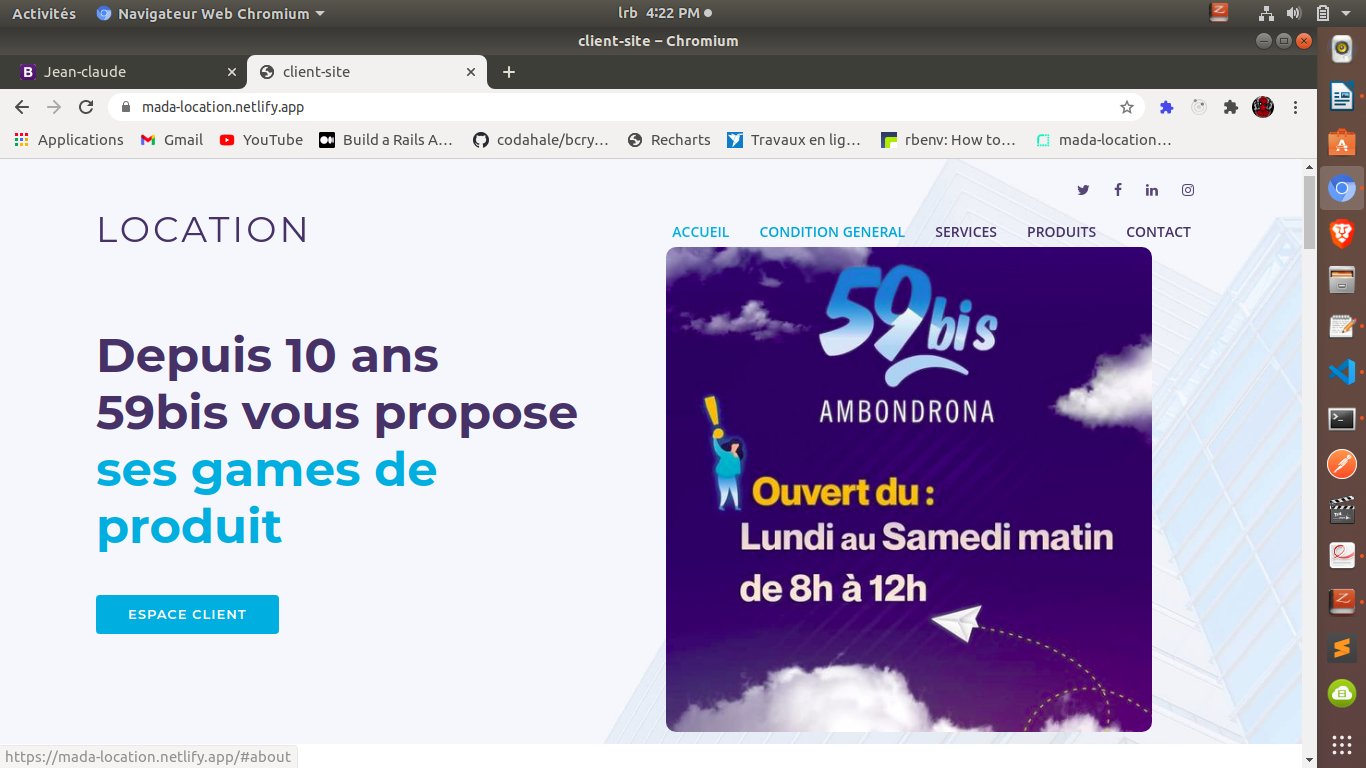 Activités
Navigateur Web Chromium
lrb 4:22 PM
client-site – Chromium
Jean-claude
client-site
mada-location.netlify.app
Applications
Gmail
YouTube
Build a Rails A…
codahale/bcry…
Recharts
Travaux en lig…
rbenv: How to…
mada-location…
LOCATION
ACCUEIL
CONDITION GENERAL
SERVICES
PRODUITS
CONTACT
Depuis 10 ans
59bis vous propose
ses games de
produit
ESPACE CLIENT
59bis
AMBONDRONA
Ouvert du :
Lundi au Samedi matin
de 8h à 12h
https://mada-location.netlify.app/#about